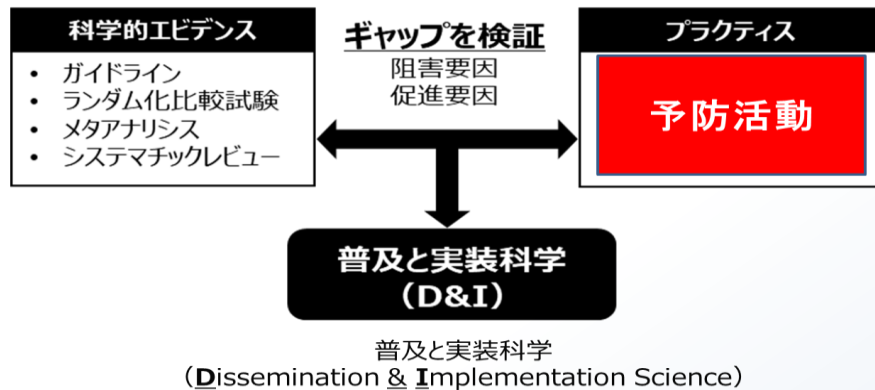 科学的エビデンス
• ガイドライン
• ランダム化比較試験
• メタアナリシス
• システマチックレビュー
ギャップを検証
阻害要因
促進要因
プラクティス
予防活動
普及と実装科学
（D&I）
普及と実装科学
（Dissemination & Implementation Science）